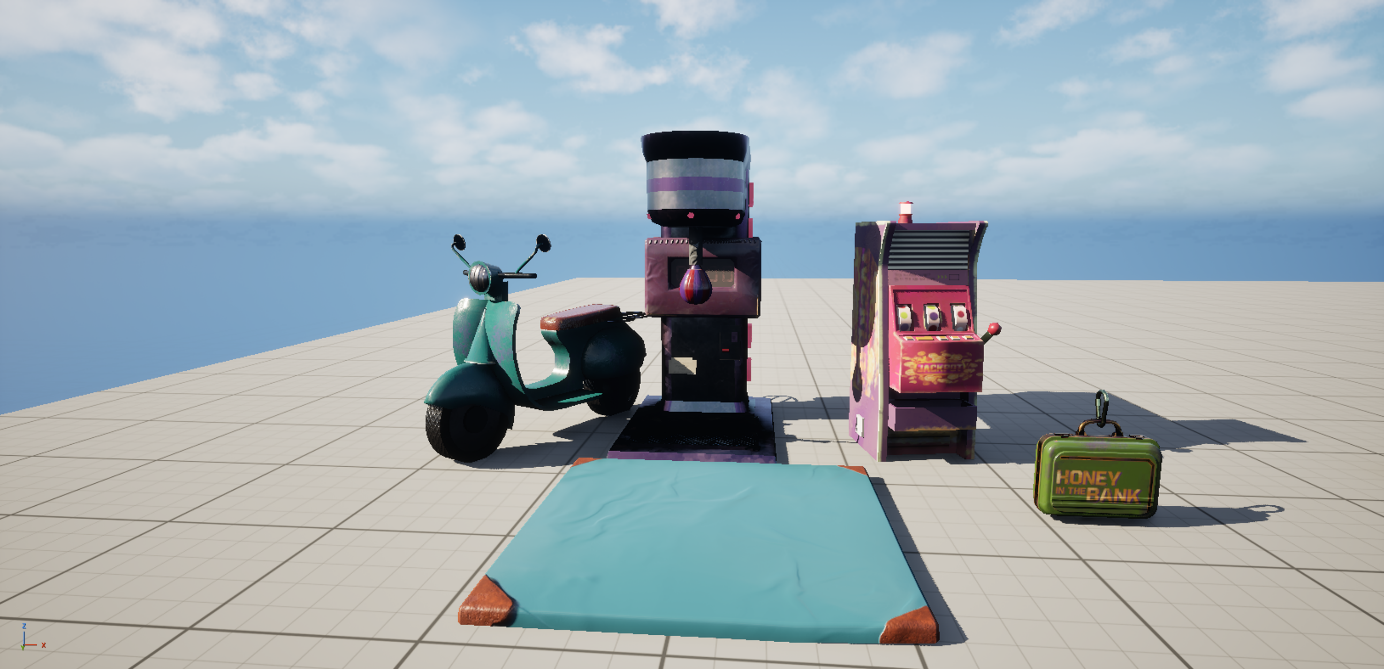 JACKPOT
HONEY
IN THE BANK
Z
X